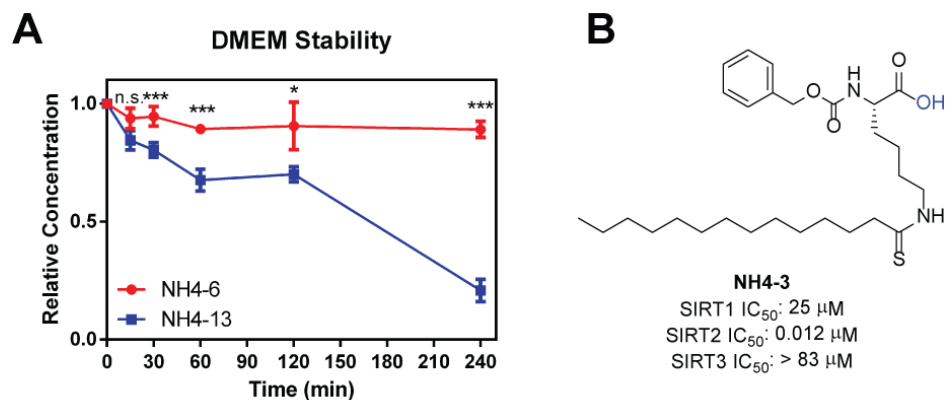 A
DMEM Stability
Relative Concentration
1.0
0.5
0.0
n.s.
***
***
*
***
NH4-6
NH4-13
0 30 60 90 120 150 180 210 240
Time (min)
B
O
H
N
O
O
OH
NH
S
NH4-3
SIRT1 IC50: 25 μM
SIRT2 IC50: 0.012 μM
SIRT3 IC50: > 83 μM